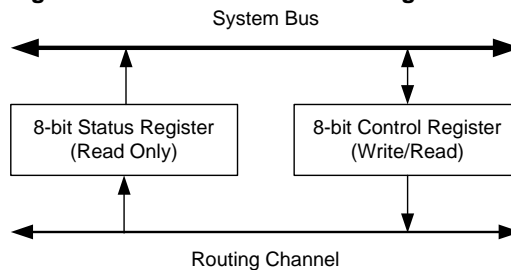 System Bus
8-bit Status Register
(Read Only)
8-bit Control Register
(Write/Read)
Routing Channel